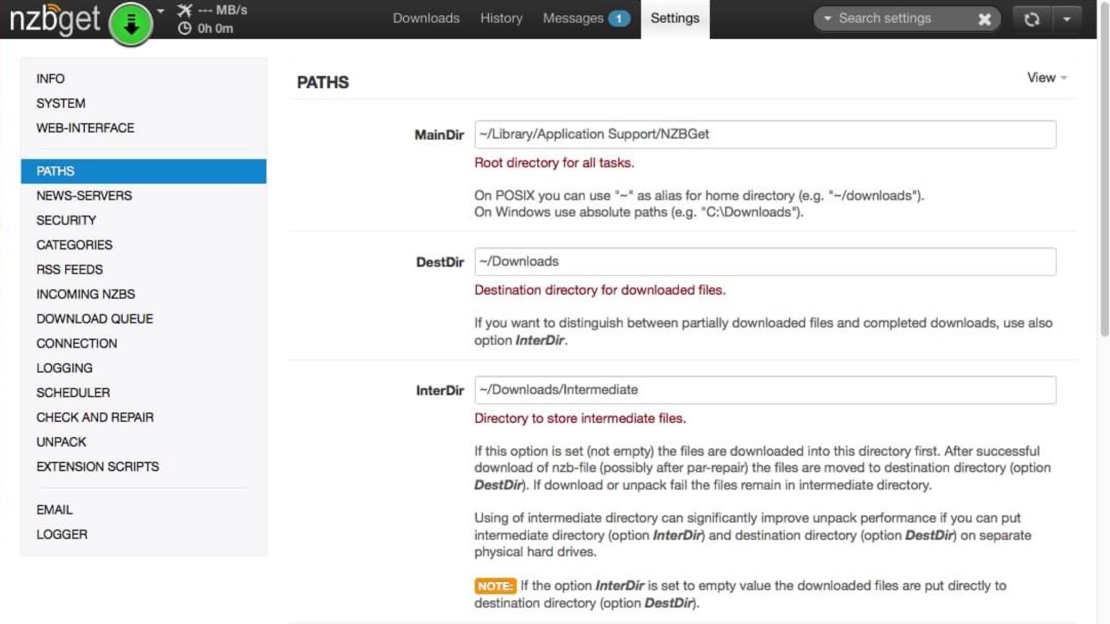 nzbget
--- MB/s
0h 0m
Downloads History Messages 1 Settings
Search settings
INFO
SYSTEM
WEB-INTERFACE
PATHS
NEWS-SERVERS
SECURITY
CATEGORIES
RSS FEEDS
INCOMING NZBS
DOWNLOAD QUEUE
CONNECTION
LOGGING
SCHEDULER
CHECK AND REPAIR
UNPACK
EXTENSION SCRIPTS
EMAIL
LOGGER
PATHS View
MainDir ~/Library/Application Support/NZBGet
Root directory for all tasks.
On POSIX you can use "~" as alias for home directory (e.g. "~/downloads").
On Windows use absolute paths (e.g. "C:\Downloads").
DestDir ~/Downloads
Destination directory for downloaded files.
If you want to distinguish between partially downloaded files and completed downloads, use also
option InterDir.
InterDir ~/Downloads/Intermediate
Directory to store intermediate files.
If this option is set (not empty) the files are downloaded into this directory first. After successful
download of nzb-file (possibly after par-repair) the files are moved to destination directory (option
DestDir). If download or unpack fail the files remain in intermediate directory.
Using of intermediate directory can significantly improve unpack performance if you can put
intermediate directory (option InterDir) and destination directory (option DestDir) on separate
physical hard drives.
NOTE: If the option InterDir is set to empty value the downloaded files are put directly to
destination directory (option DestDir).